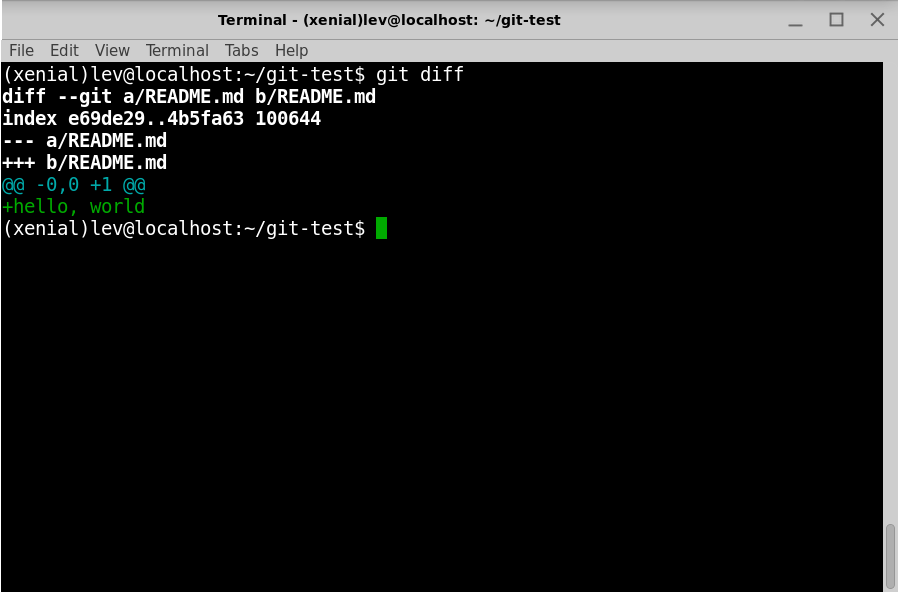 Terminal - (xenial)lev@localhost: ~/git-test
File Edit View Terminal Tabs Help
(xenial)lev@localhost:~/git-test$ git diff
diff --git a/README.md b/README.md
index e69de29..4b5fa63 100644
--- a/README.md
+++ b/README.md
@@ -0,0 +1 @@
+hello, world
(xenial)lev@localhost:~/git-test$